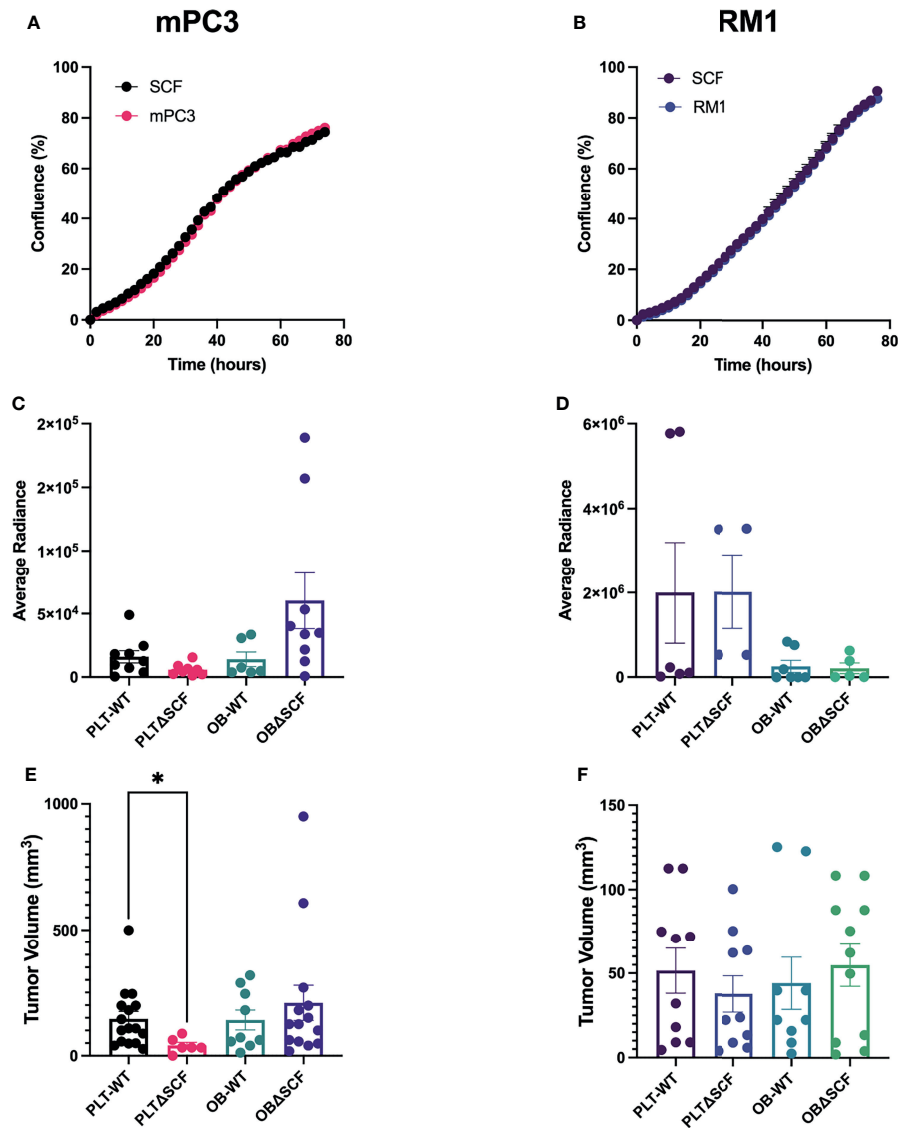 A
mPC3
B
RM1
100
80
60
40
20
0
Confluence (%)
SCF
mPC3
0
20
40
60
80
Time (hours)
100
80
60
40
20
0
Confluence (%)
SCF
RM1
0
20
40
60
80
Time (hours)
C
2×10⁵
2×10⁵
1×10⁵
5×10⁴
0
Average Radiance
PLT-WT
PLTΔSCF
OB-WT
OBΔSCF
D
6×10⁶
4×10⁶
2×10⁶
0
Average Radiance
PLT-WT
PLTΔSCF
OB-WT
OBΔSCF
E
*
1000
500
0
Tumor Volume (mm³)
PLT-WT
PLTΔSCF
OB-WT
OBΔSCF
F
150
100
50
0
Tumor Volume (mm³)
PLT-WT
PLTΔSCF
OB-WT
OBΔSCF